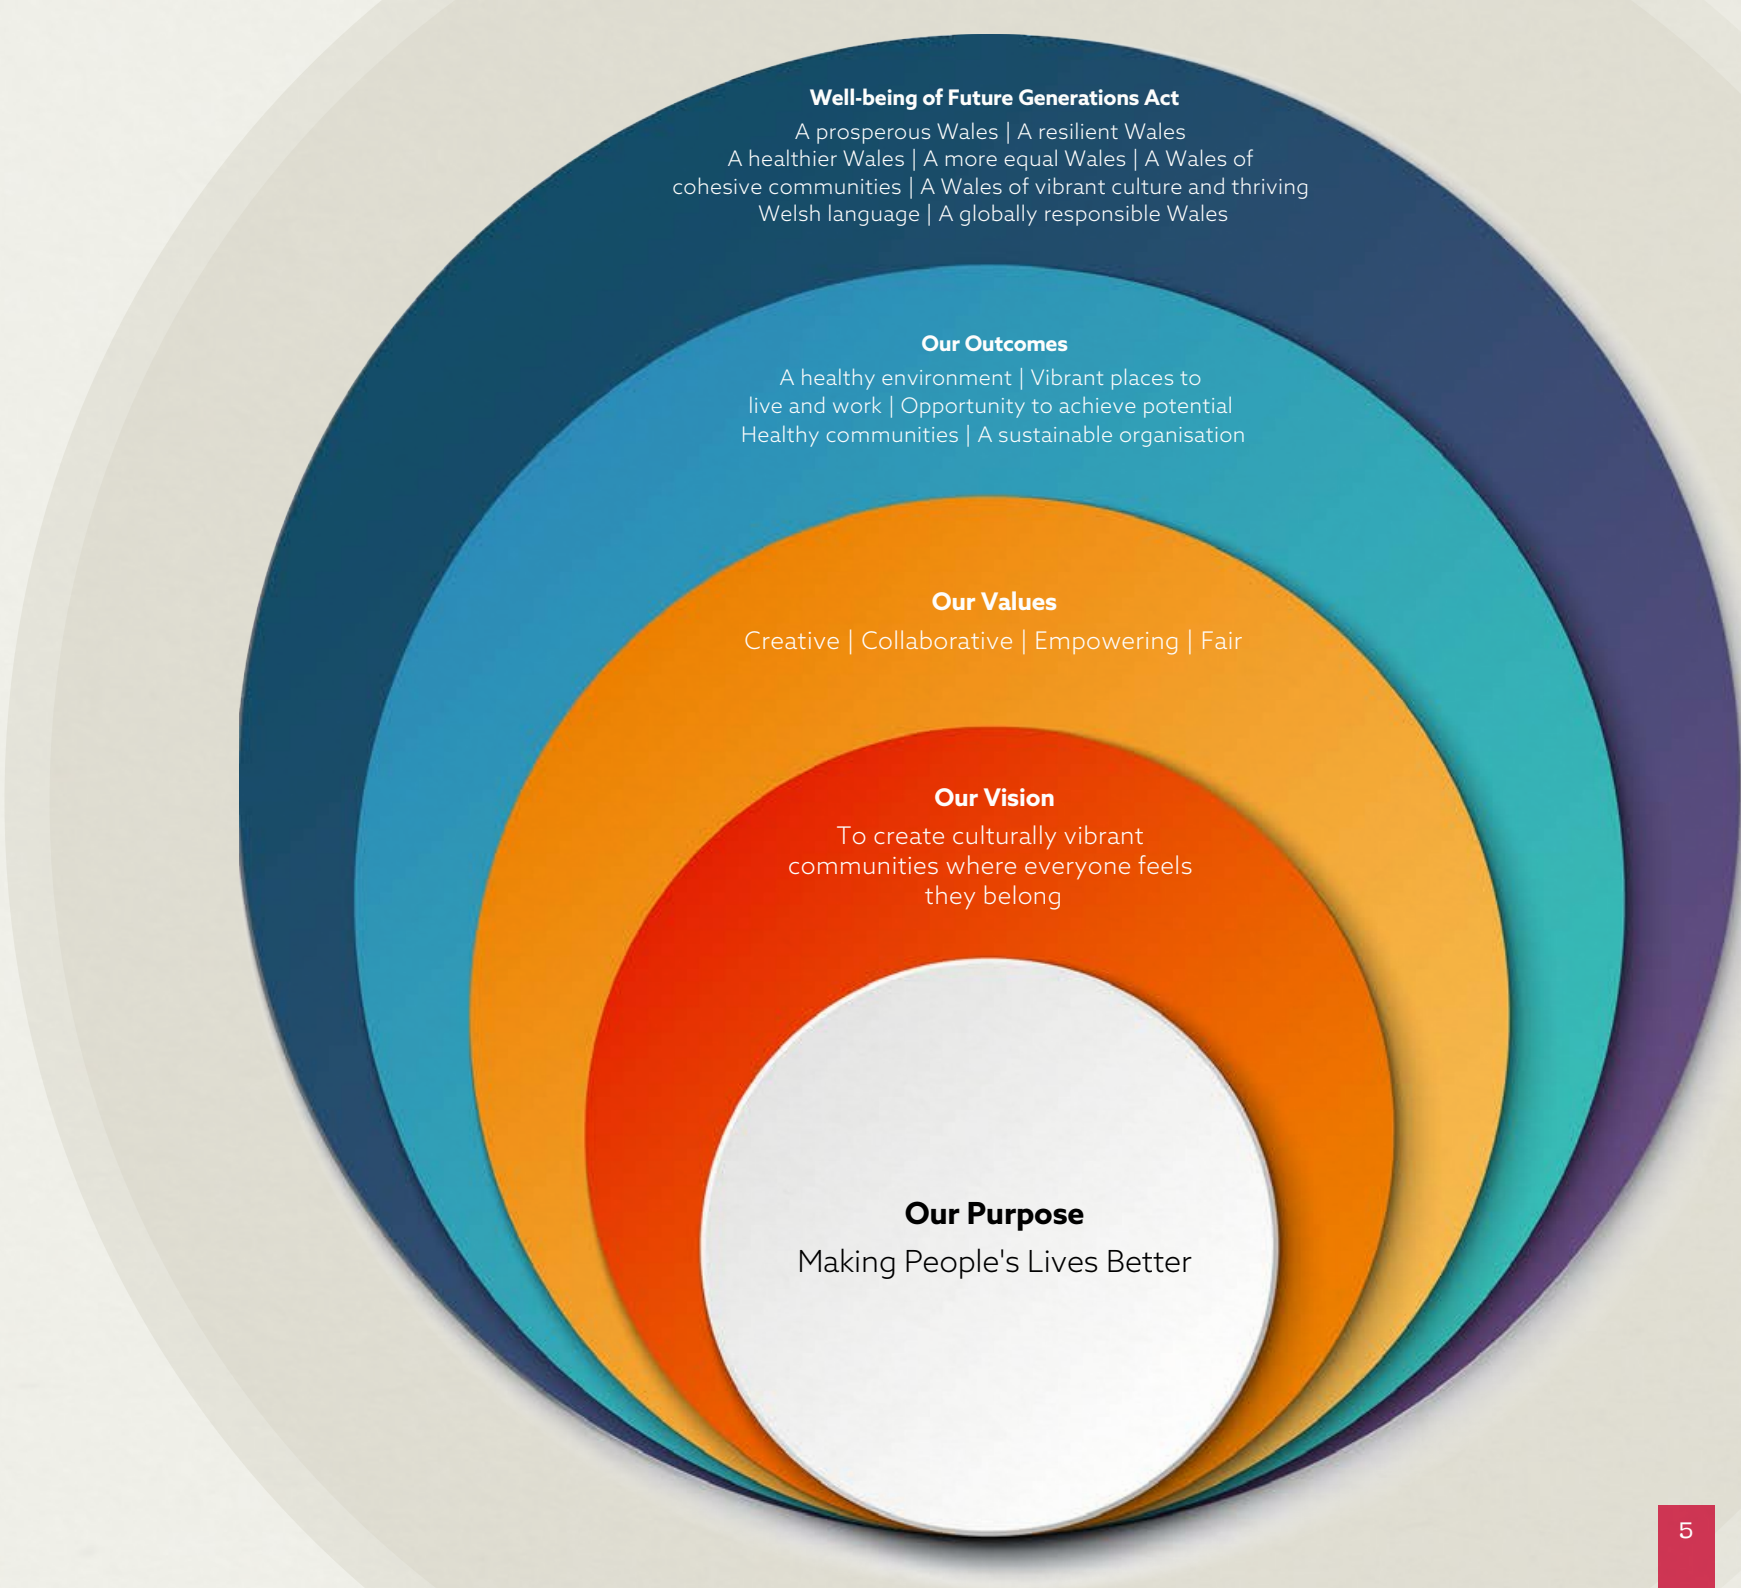 Well-being of Future Generations Act
A prosperous Wales | A resilient Wales
A healthier Wales | A more equal Wales | A Wales of
cohesive communities | A Wales of vibrant culture and thriving
Welsh language | A globally responsible Wales
Our Outcomes
A healthy environment | Vibrant places to
live and work | Opportunity to achieve potential
Healthy communities | A sustainable organisation
Our Values
Creative | Collaborative | Empowering | Fair
Our Vision
To create culturally vibrant
communities where everyone feels
they belong
Our Purpose
Making People's Lives Better
5